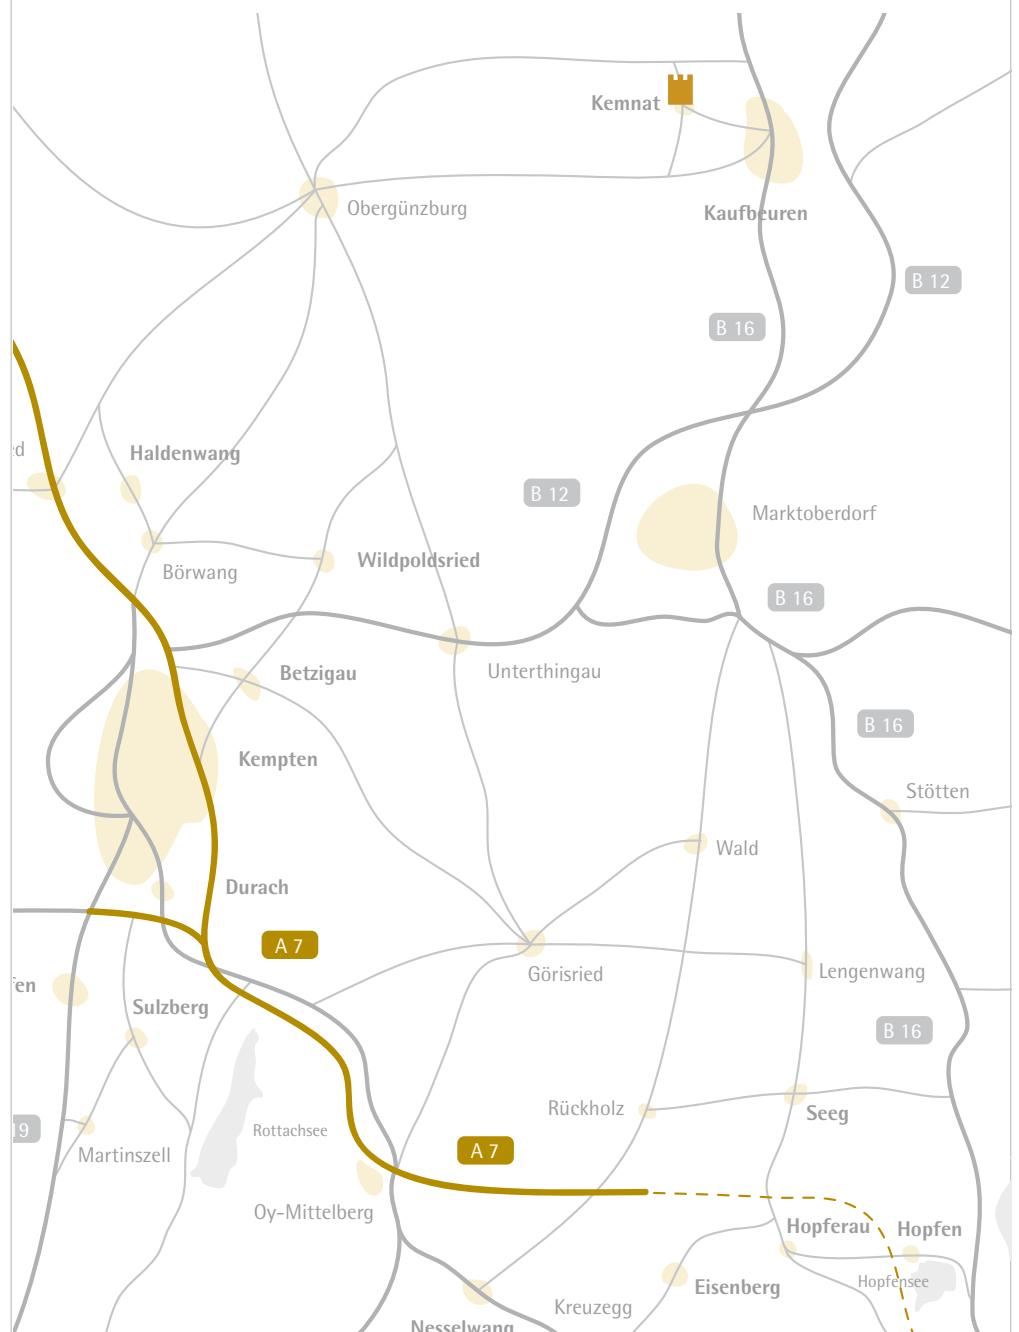 Kemnat
Obergünzburg
Kaufbeuren
B 12
B 16
Haldenwang
B 12
Marktoberdorf
Börwang
Wildpoldsried
B 16
Unterthingau
Betzigau
B 16
Kempten
Stötten
Wald
Durach
A 7
Görisried
Lengenwang
Sulzberg
B 16
Rückholz
Seeg
Rottachsee
Martinszell
A 7
Oy-Mittelberg
Hopferau
Hopfen
Hopfensee
Eisenberg
Kreuzegg
Nesselwang